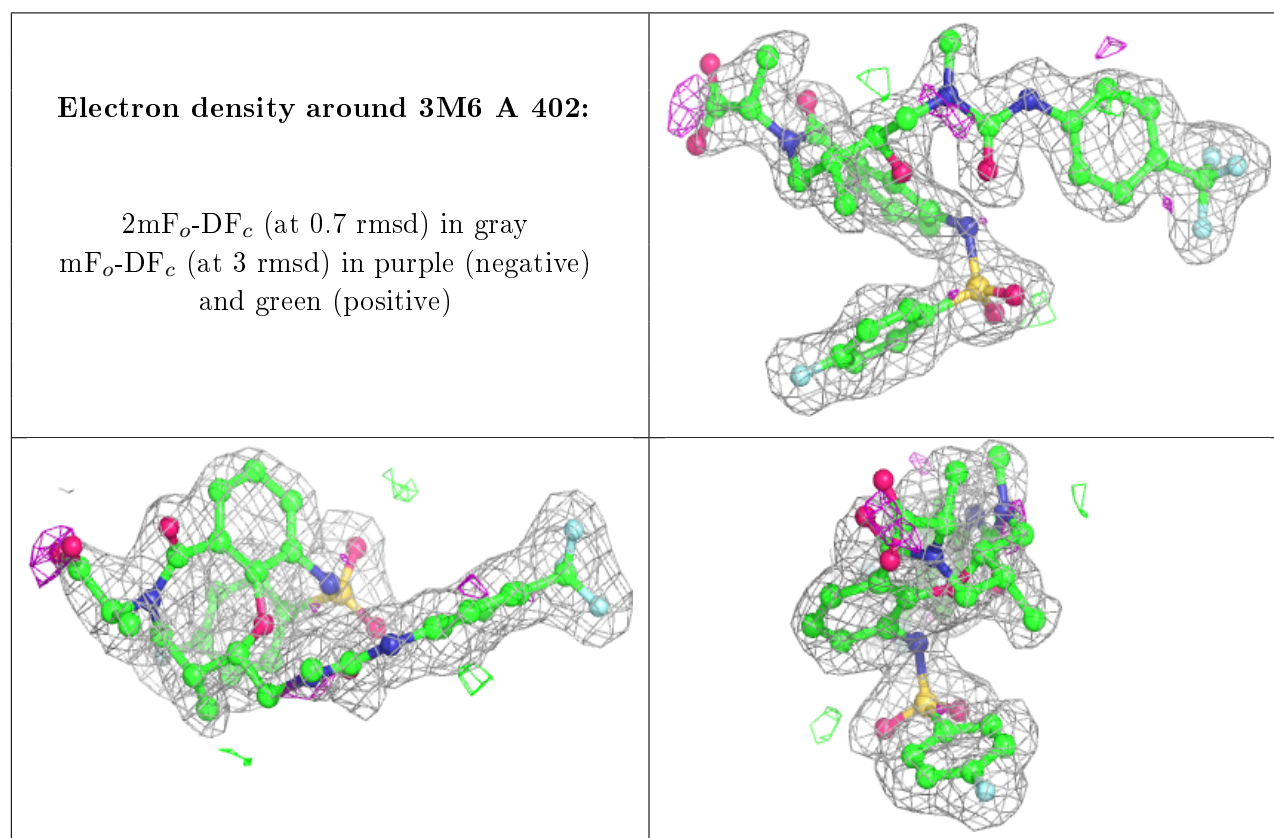 Electron density around 3M6 A 402:
2mFₒ-DF𝒸 (at 0.7 rmsd) in gray
mFₒ-DF𝒸 (at 3 rmsd) in purple (negative)
and green (positive)